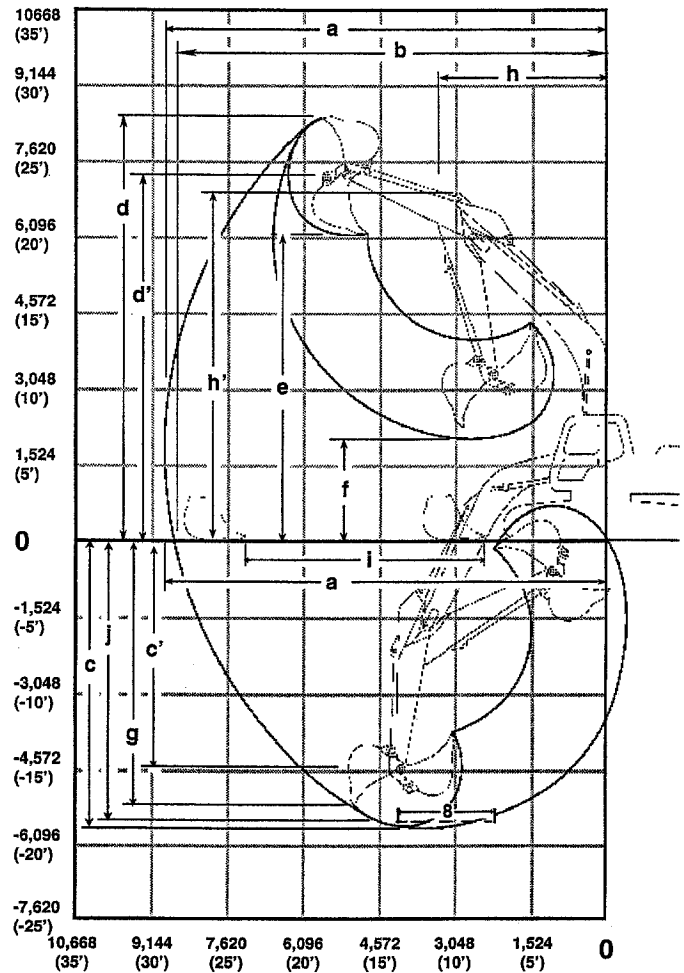 10668
(35')
a
b
9,144
(30')
h
7,620
(25')
d
6,096
(20')
d'
4,572
(15')
h'
e
3,048
(10')
1,524
(5')
f
0
i
a
-1,524
(-5')
j
c'
c
-3,048
(-10')
g
-4,572
(-15')
8'
-6,096
(-20')
-7,620
(-25')
10,668 9,144 7,620 6,096 4,572 3,048 1,524 0
(35') (30') (25') (20') (15') (10') (5')